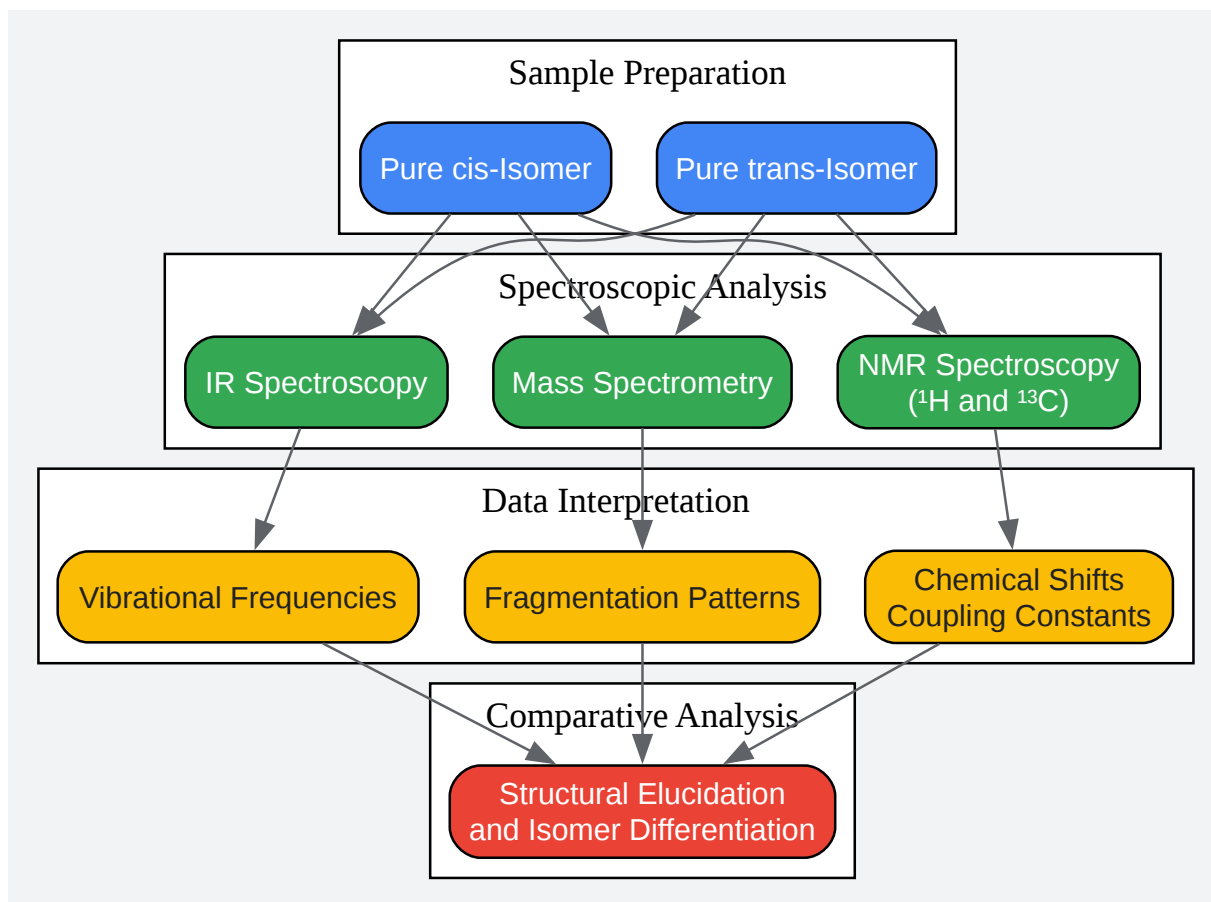 Sample Preparation
Pure cis-Isomer
Pure trans-Isomer
Spectroscopic Analysis
IR Spectroscopy
Mass Spectrometry
NMR Spectroscopy
(¹H and ¹³C)
Data Interpretation
Vibrational Frequencies
Fragmentation Patterns
Chemical Shifts
Coupling Constants
Comparative Analysis
Structural Elucidation
and Isomer Differentiation